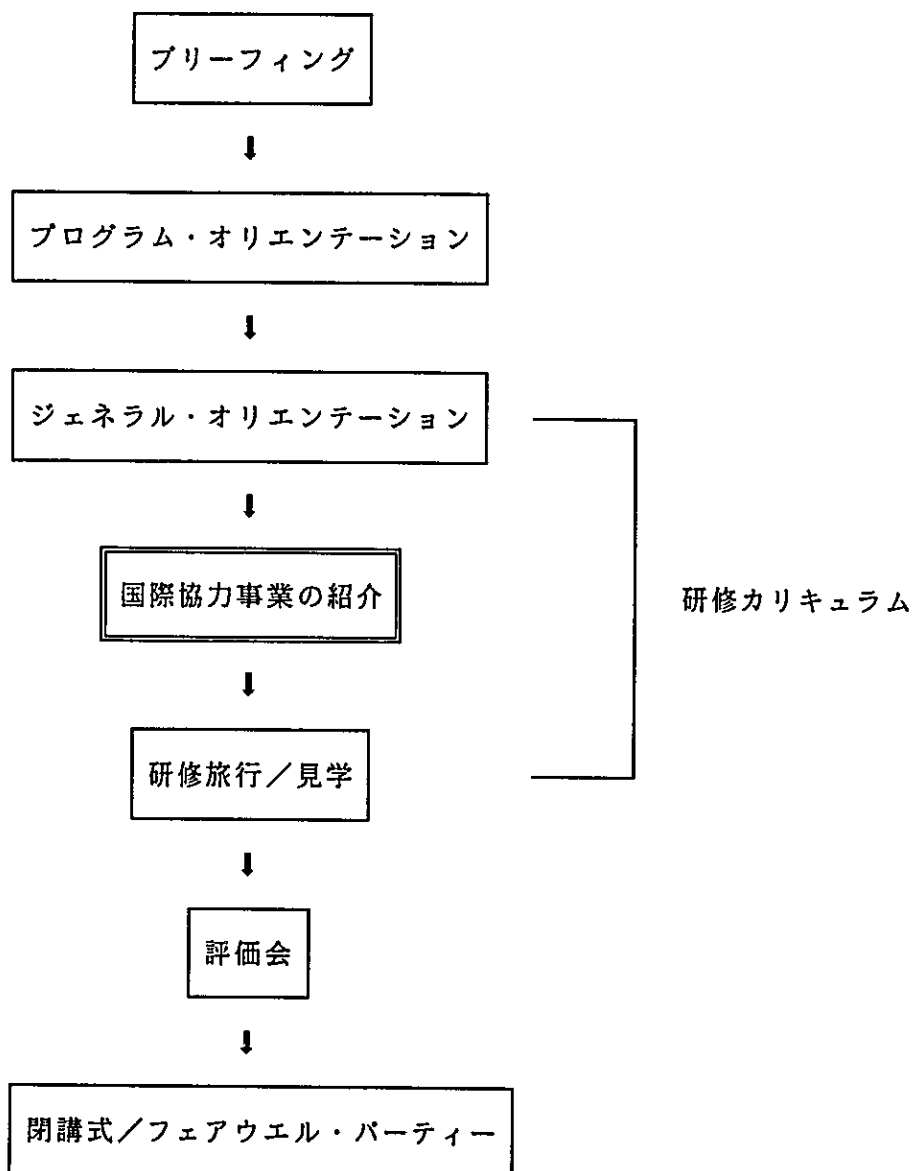 ブリーフィング
プログラム・オリエンテーション
ジェネラル・オリエンテーション
国際協力事業の紹介
研修カリキュラム
研修旅行／見学
評価会
閉講式／フェアウエル・パーティー